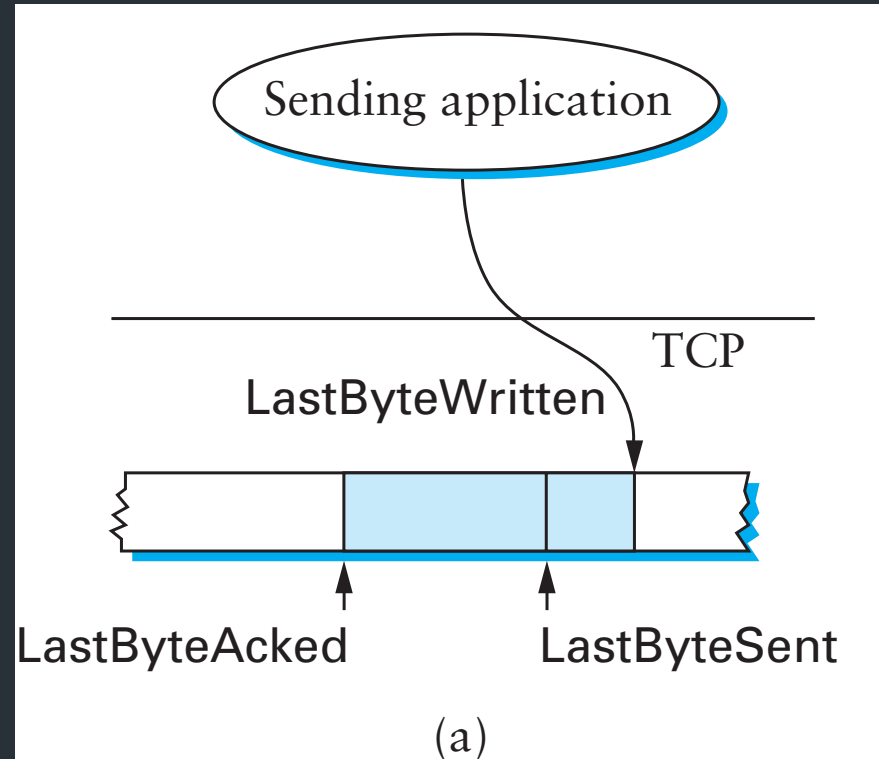 Sending application
TCP
LastByteWritten
LastByteAcked
LastByteSent
(a)